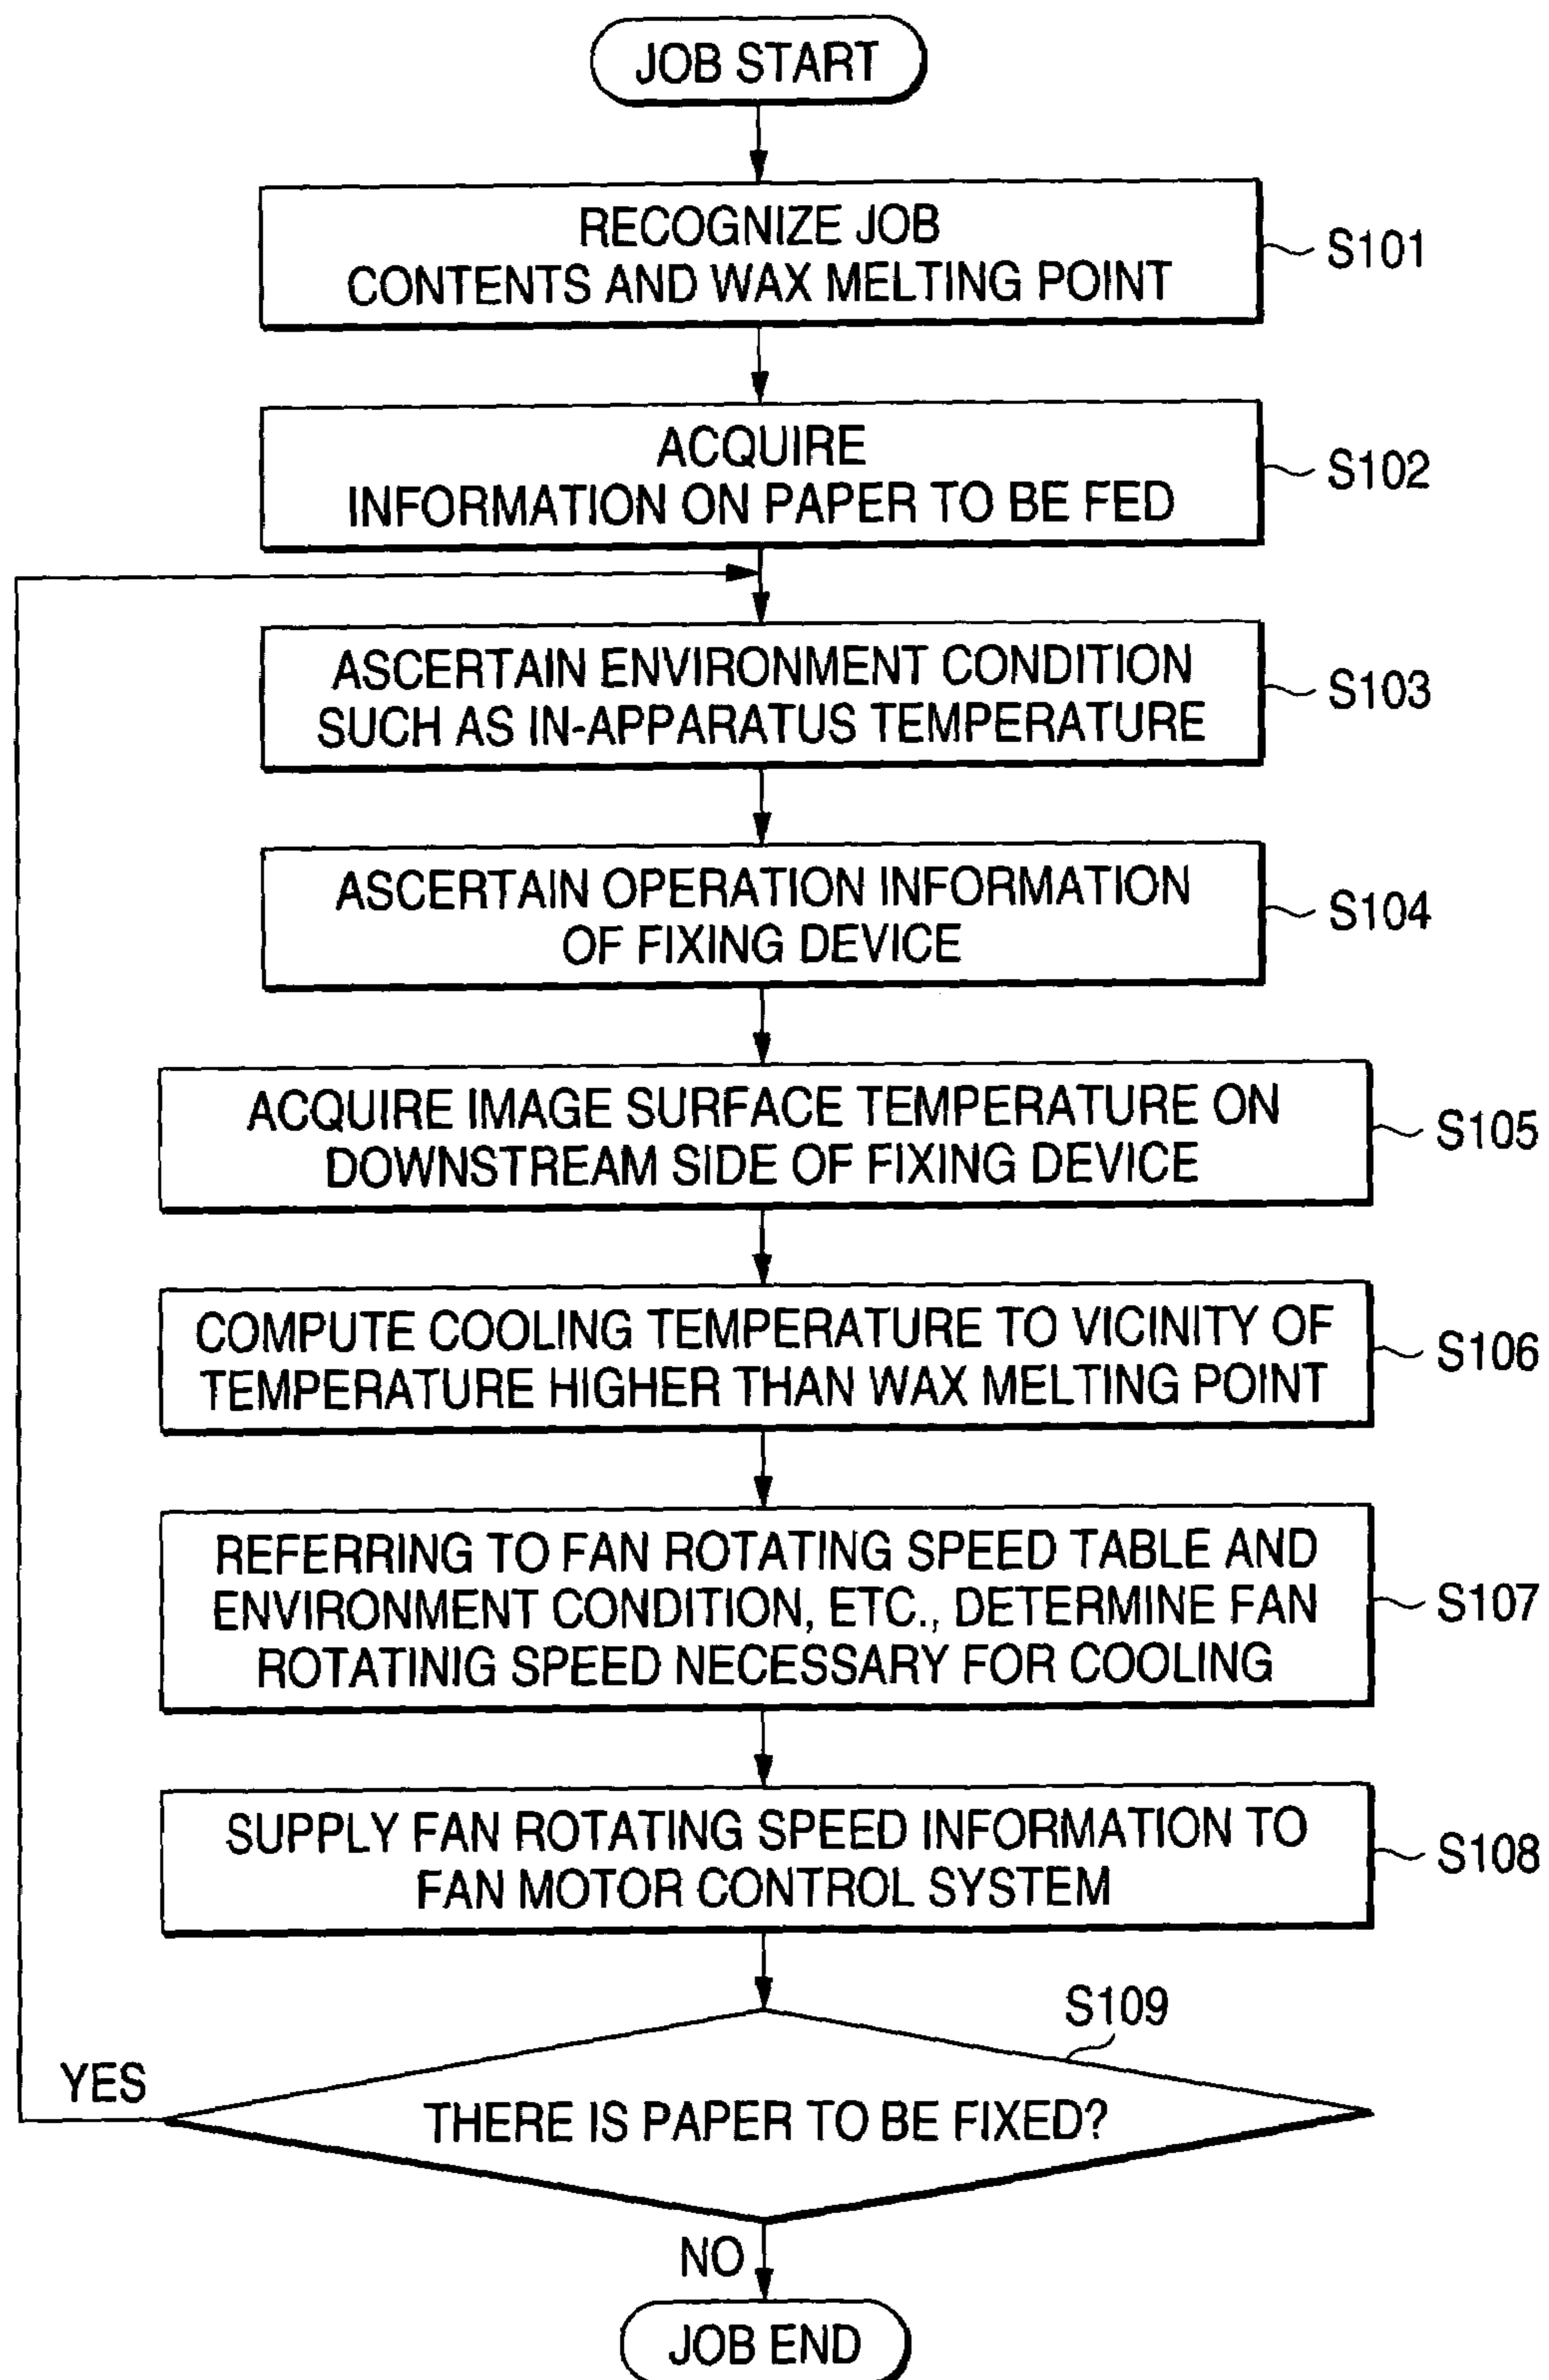 JOB START
RECOGNIZE JOB
CONTENTS AND WAX MELTING POINT
S101
ACQUIRE
INFORMATION ON PAPER TO BE FED
S102
ASCERTAIN ENVIRONMENT CONDITION
SUCH AS IN-APPARATUS TEMPERATURE
S103
ASCERTAIN OPERATION INFORMATION
OF FIXING DEVICE
S104
ACQUIRE IMAGE SURFACE TEMPERATURE ON
DOWNSTREAM SIDE OF FIXING DEVICE
S105
COMPUTE COOLING TEMPERATURE TO VICINITY OF
TEMPERATURE HIGHER THAN WAX MELTING POINT
S106
REFERRING TO FAN ROTATING SPEED TABLE AND
ENVIRONMENT CONDITION, ETC., DETERMINE FAN
ROTATINIG SPEED NECESSARY FOR COOLING
S107
SUPPLY FAN ROTATING SPEED INFORMATION TO
FAN MOTOR CONTROL SYSTEM
S108
S109
YES
THERE IS PAPER TO BE FIXED?
NO
JOB END